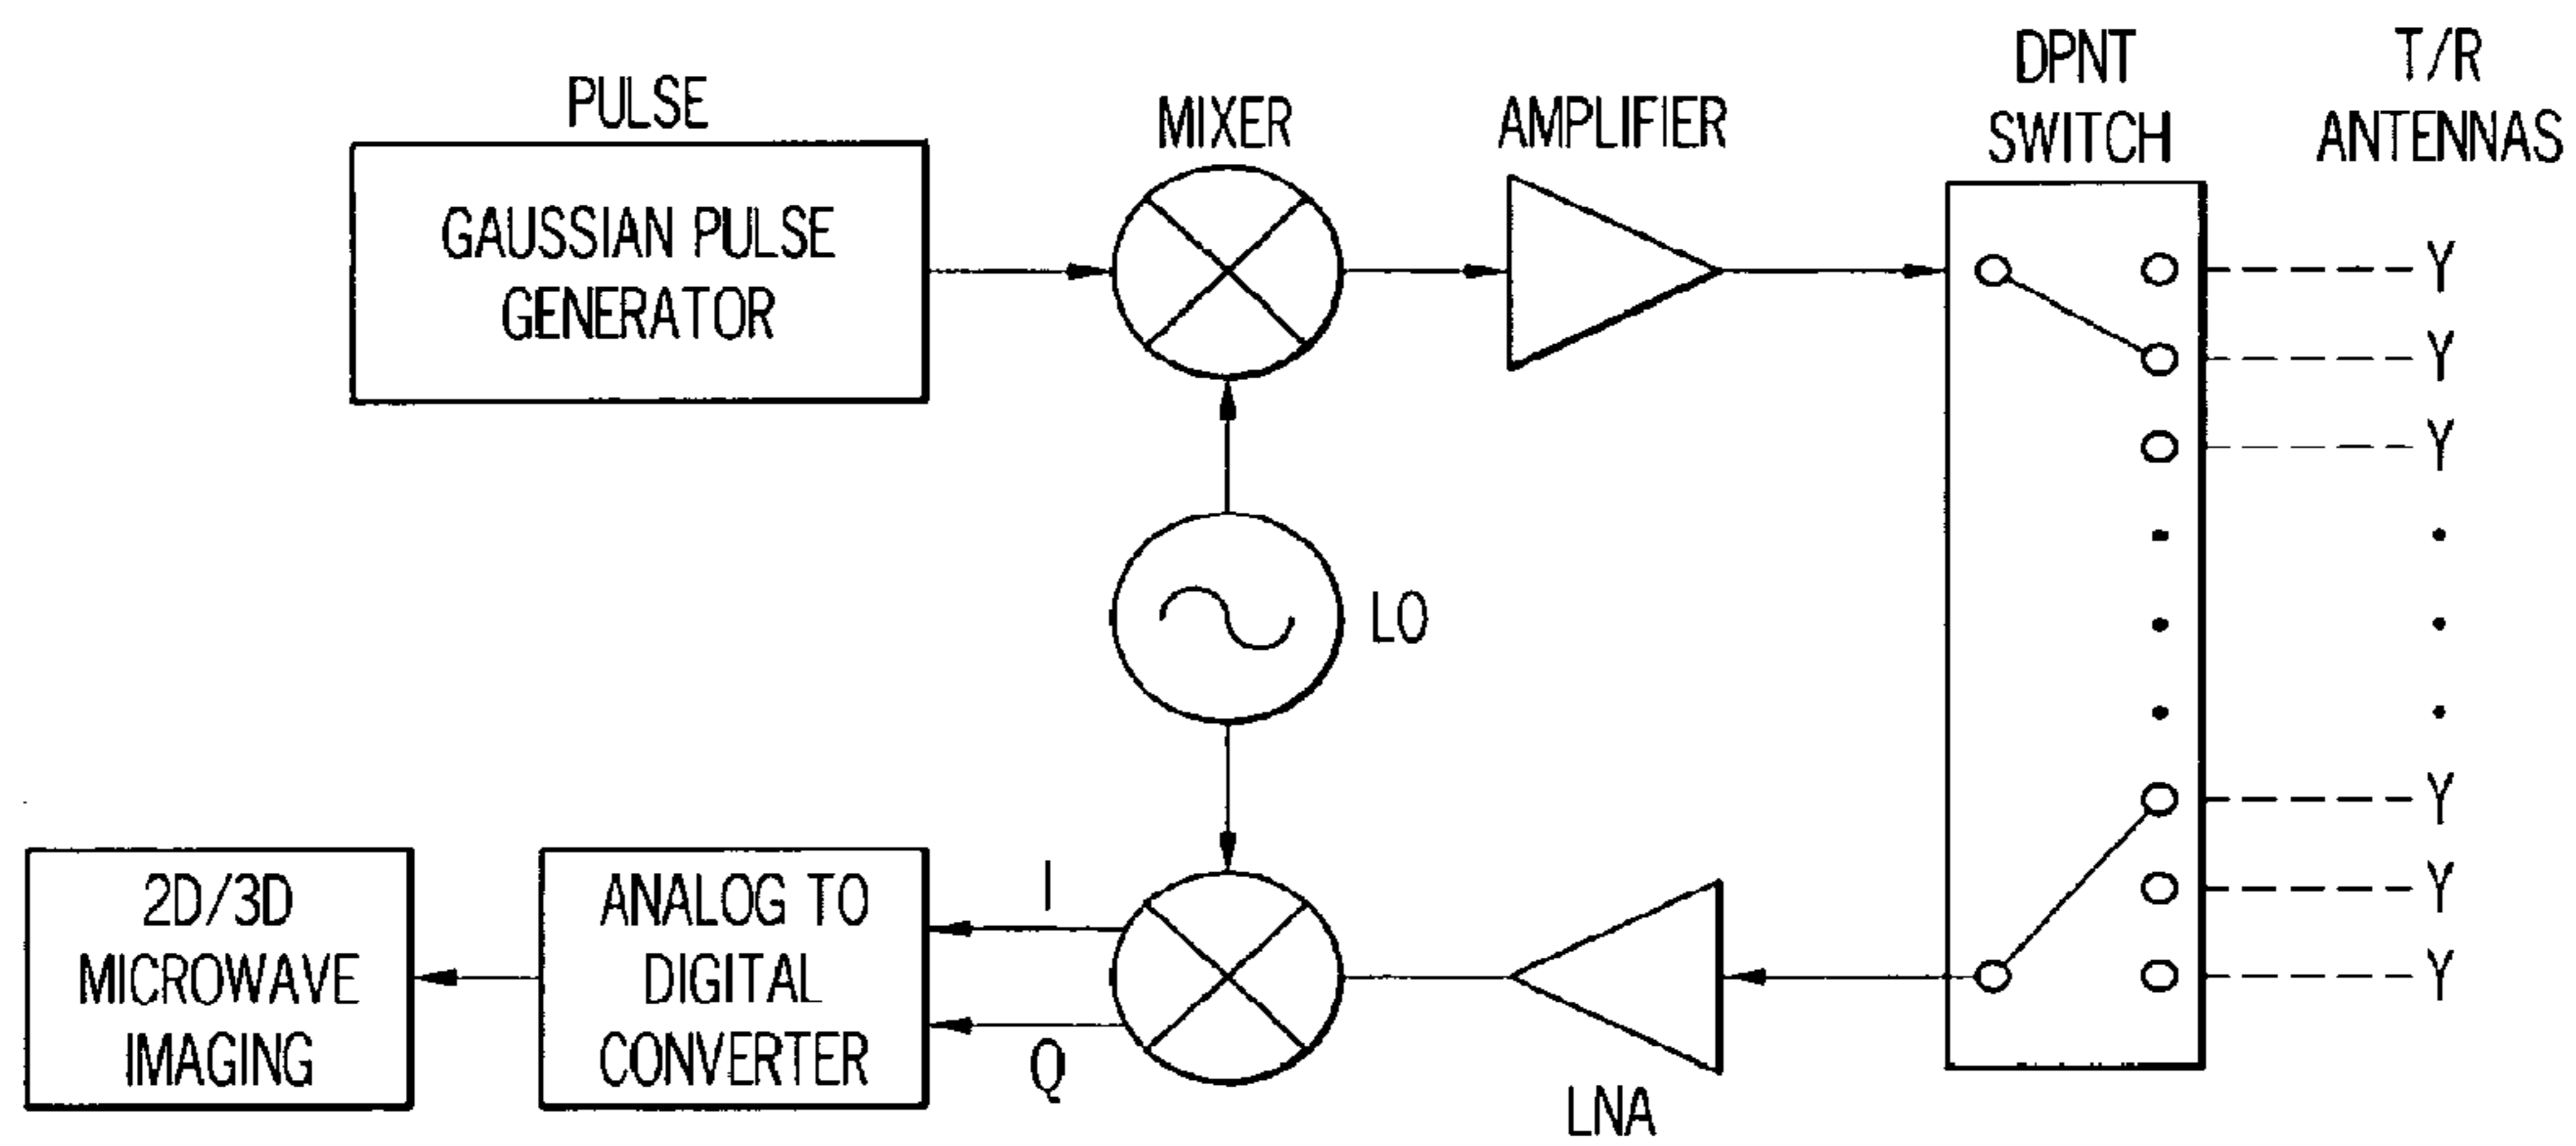 PULSE
GAUSSIAN PULSE
GENERATOR
MIXER
AMPLIFIER
DPNT
SWITCH
T/R
ANTENNAS
Y
Y
Y
LO
Y
Y
Y
2D/3D
MICROWAVE
IMAGING
ANALOG TO
DIGITAL
CONVERTER
I
Q
LNA